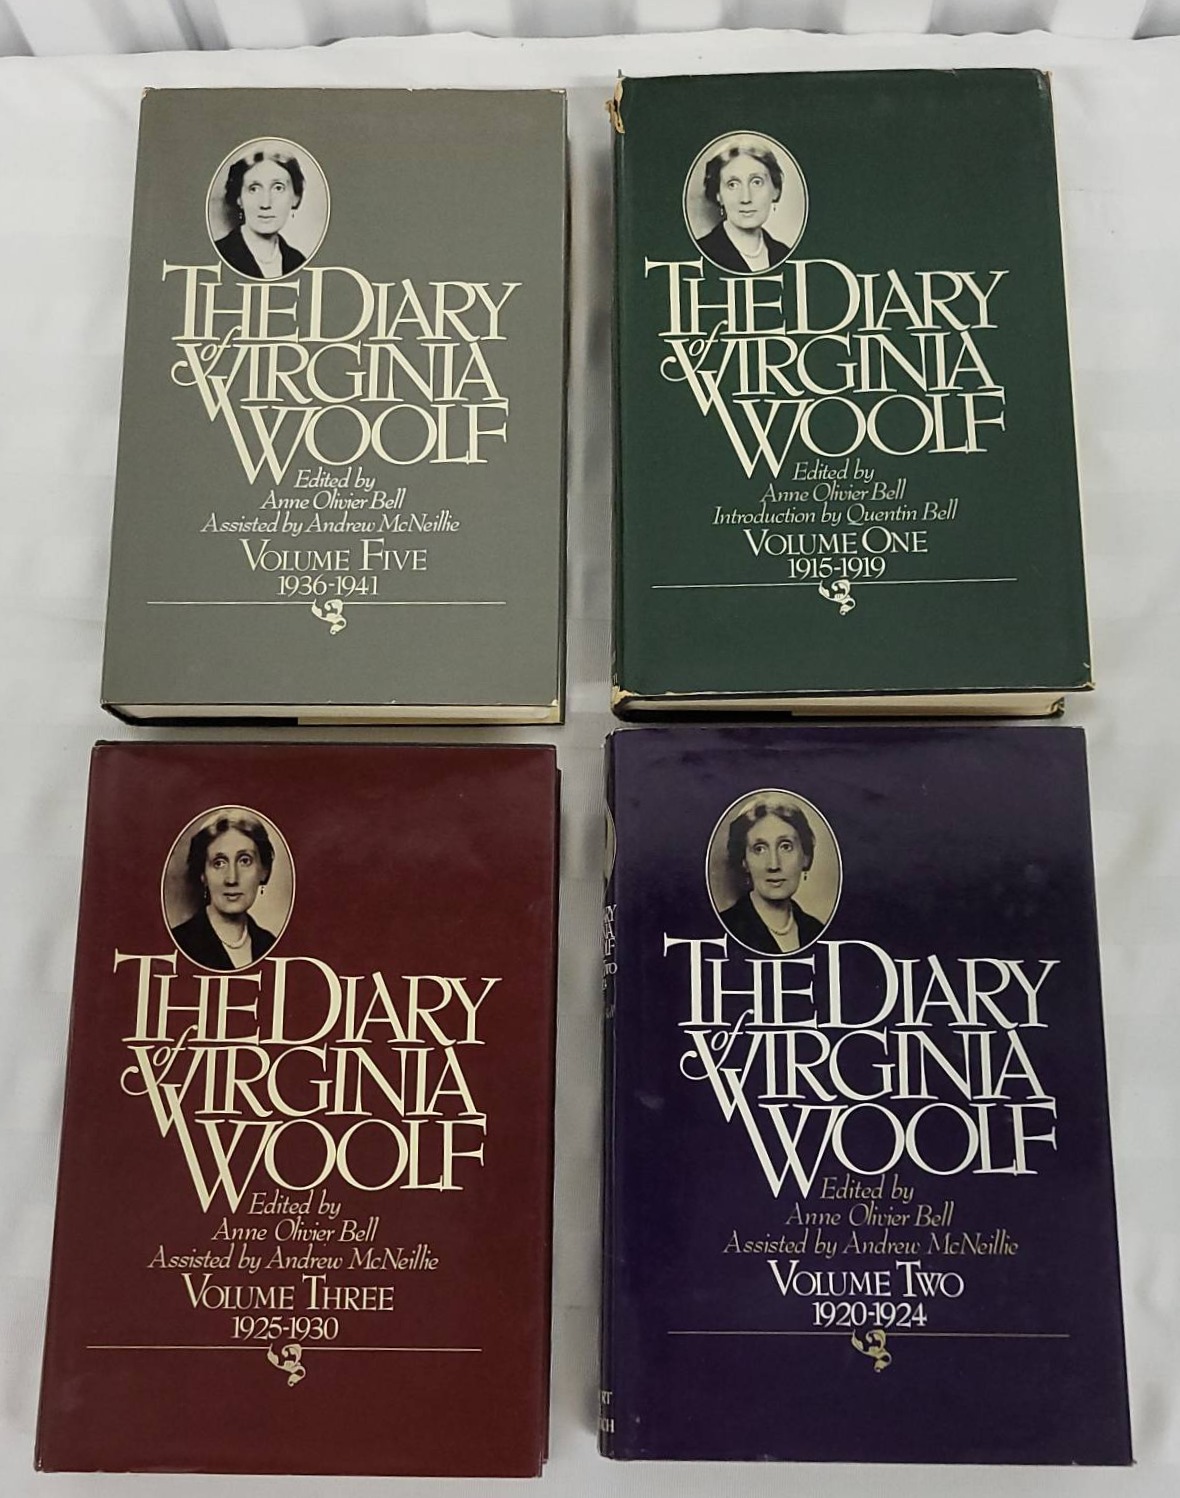 THE DIARY
of VIRGINIA
WOOLF
Edited by
Anne Olivier Bell
Assisted by Andrew McNeillie
VOLUME FIVE
1936-1941
THE DIARY
of VIRGINIA
WOOLF
Edited by
Anne Olivier Bell
Introduction by Quentin Bell
VOLUME ONE
1915-1919
THE DIARY
of VIRGINIA
WOOLF
Edited by
Anne Olivier Bell
Assisted by Andrew McNeillie
VOLUME THREE
1925-1930
THE DIARY
of VIRGINIA
WOOLF
Edited by
Anne Olivier Bell
Assisted by Andrew McNeillie
VOLUME TWO
1920-1924